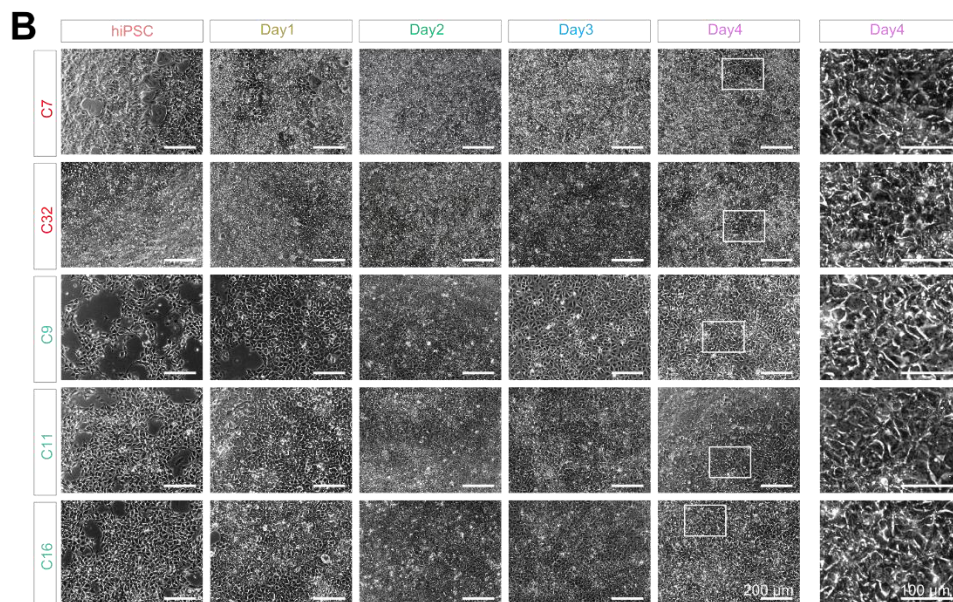 B
hiPSC
Day1
Day2
Day3
Day4
Day4
C7
C32
C9
C11
C16
200 µm
100 µm